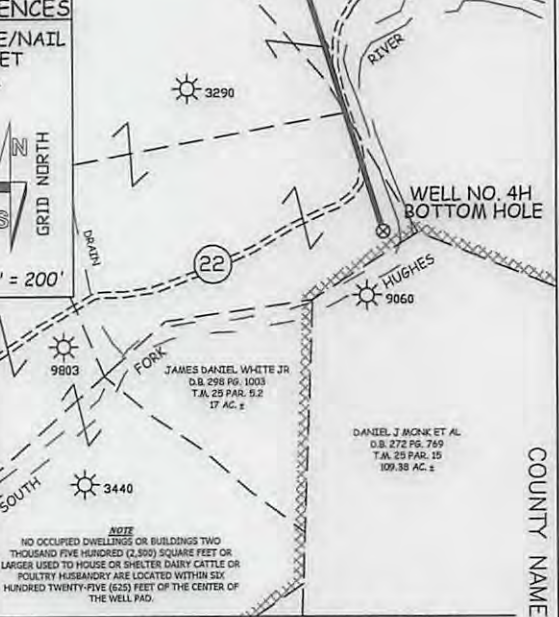 ENCES
E/NAIL
ET
N
S
GRID NORTH
' = 200'
3290
RIVER
WELL NO. 4H
BOTTOM HOLE
DRAIN
22
HUGHES
9060
9803
FORK
JAMES DANIEL WHITE JR
D.B. 298 PG. 1003
T.M. 25 PAR. 5.2
17 AC. ±
DANIEL J MONK ET AL
D.B. 272 PG. 769
T.M. 25 PAR. 15
109.38 AC. ±
SOUTH
3440
COUNTY NAME
NOTE
NO OCCUPIED DWELLINGS OR BUILDINGS TWO
THOUSAND FIVE HUNDRED (2,500) SQUARE FEET OR
LARGER USED TO HOUSE OR SHELTER DAIRY CATTLE OR
POULTRY HUSBANDRY ARE LOCATED WITHIN SIX
HUNDRED TWENTY-FIVE (625) FEET OF THE CENTER OF
THE WELL PAD.